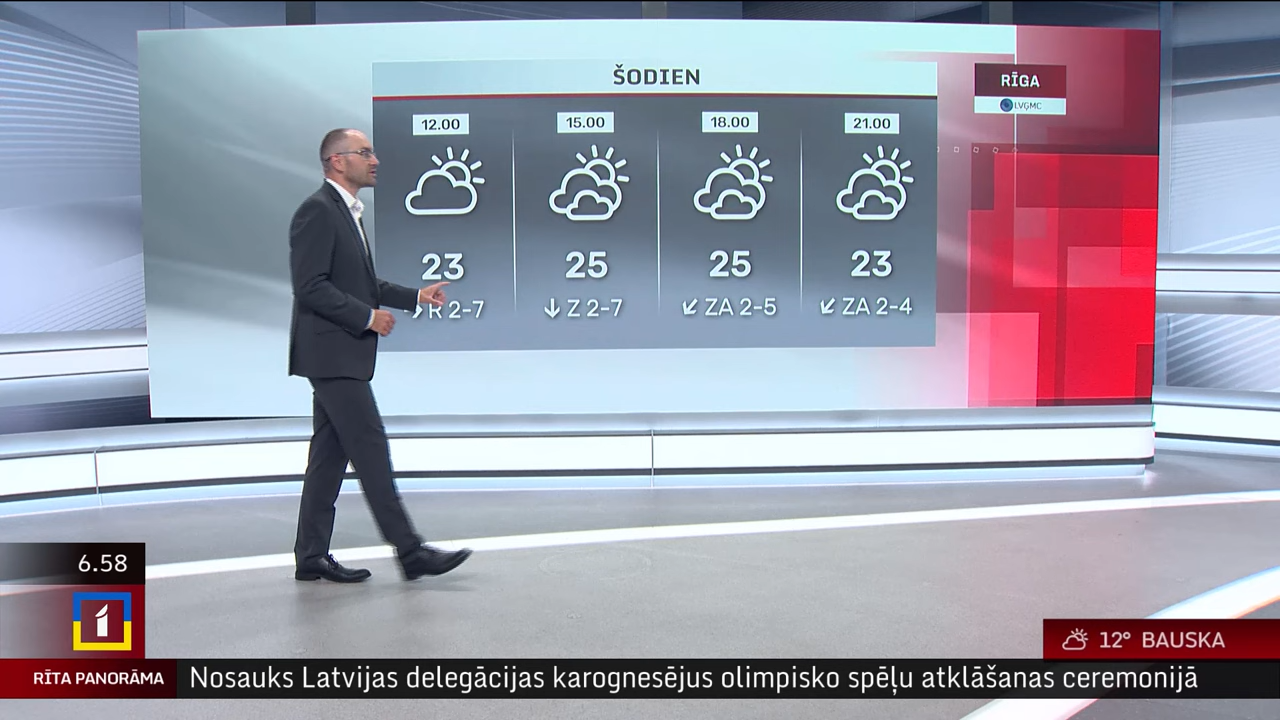 ŠODIEN
RĪGA
LVĢMC
12.00
15.00
18.00
21.00
23
25
25
23
R 2-7
Z 2-7
ZA 2-5
ZA 2-4
6.58
1
12° BAUSKA
RĪTA PANORĀMA
Nosauks Latvijas delegācijas karognesējus olimpisko spēļu atklāšanas ceremonijā